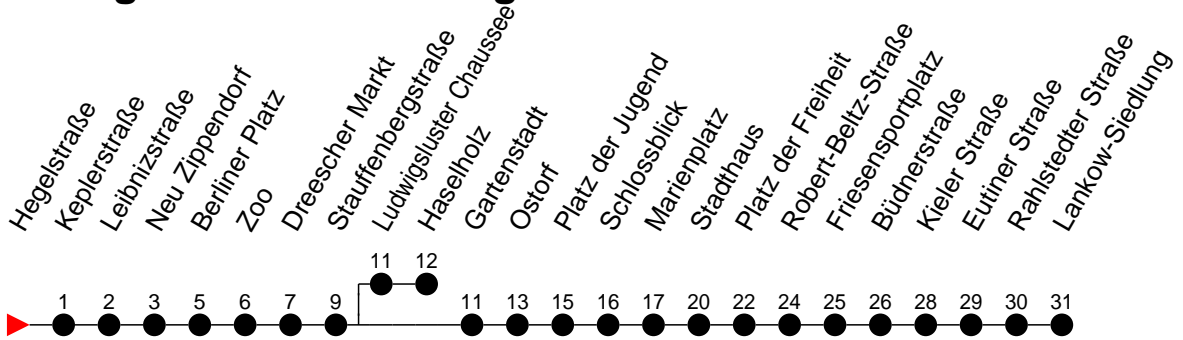 Hegelstraße
Keplerstraße
Leibnizstraße
Neu Zippendorf
Berliner Platz
Zoo
Dreescher Markt
Stauffenbergstraße
Ludwigsluster Chaussee
Haselholz
Gartenstadt
Ostorf
Platz der Jugend
Schlossblick
Marienplatz
Stadthaus
Platz der Freiheit
Robert-Beltz-Straße
Friesensportplatz
Büdnerstraße
Kieler Straße
Eutiner Straße
Rahlstedter Straße
Lankow-Siedlung
11 12
1 2 3 5 6 7 9 11 13 15 16 17 20 22 24 25 26 28 29 30 31